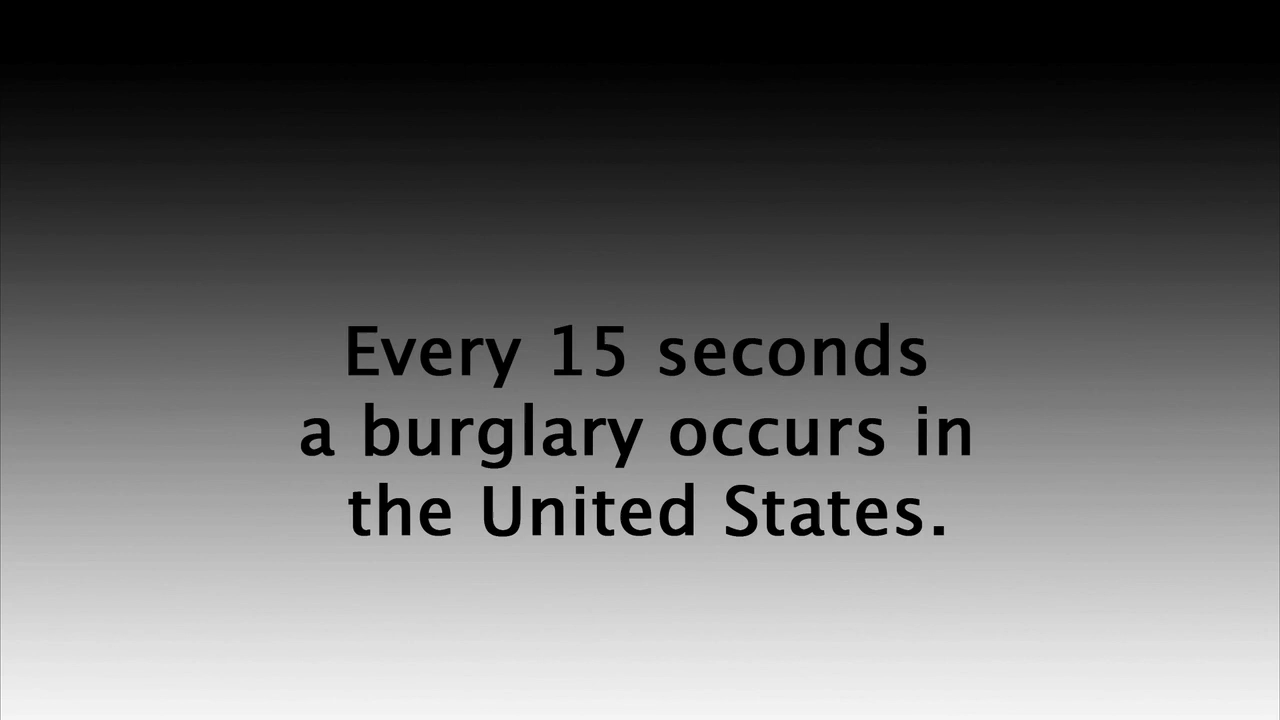 Every 15 seconds
a burglary occurs in
the United States.